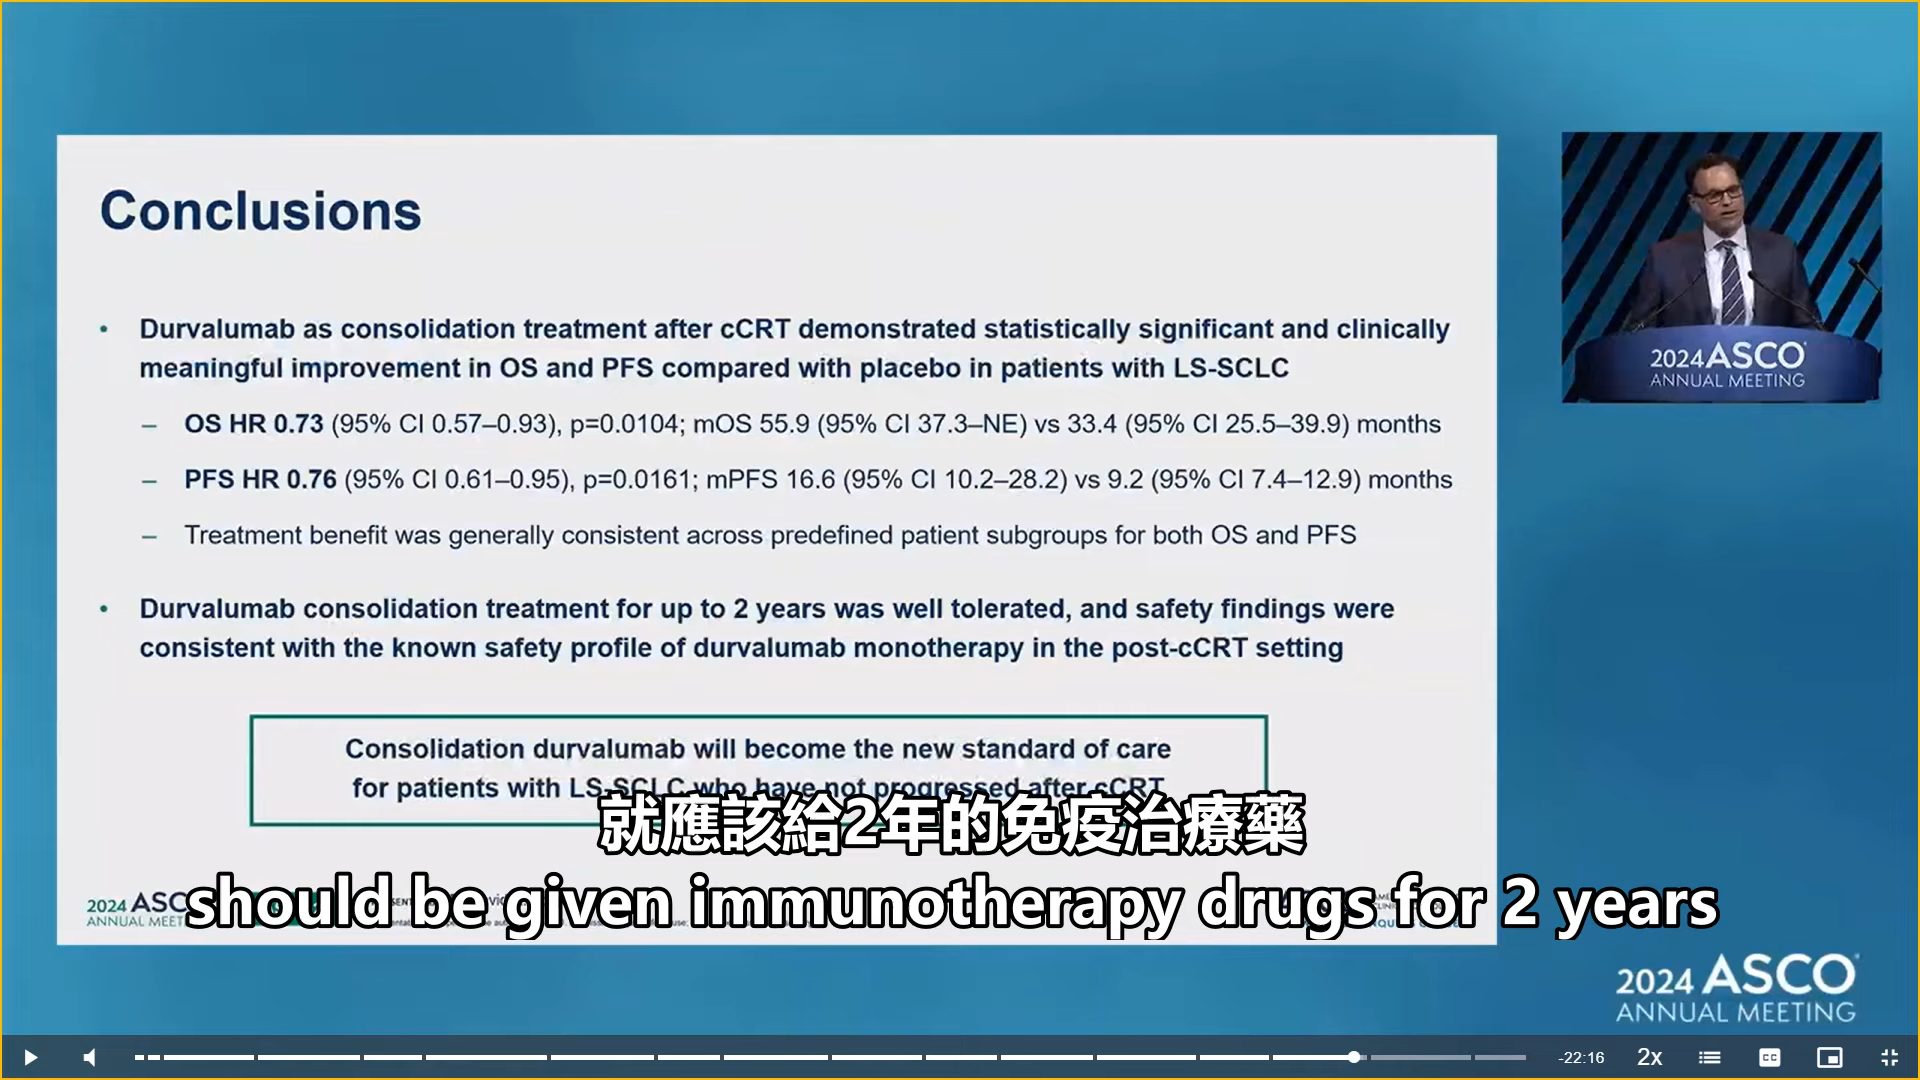 Conclusions
• Durvalumab as consolidation treatment after cCRT demonstrated statistically significant and clinically
meaningful improvement in OS and PFS compared with placebo in patients with LS-SCLC
– OS HR 0.73 (95% CI 0.57–0.93), p=0.0104; mOS 55.9 (95% CI 37.3–NE) vs 33.4 (95% CI 25.5–39.9) months
– PFS HR 0.76 (95% CI 0.61–0.95), p=0.0161; mPFS 16.6 (95% CI 10.2–28.2) vs 9.2 (95% CI 7.4–12.9) months
– Treatment benefit was generally consistent across predefined patient subgroups for both OS and PFS
• Durvalumab consolidation treatment for up to 2 years was well tolerated, and safety findings were
consistent with the known safety profile of durvalumab monotherapy in the post-cCRT setting
Consolidation durvalumab will become the new standard of care
for patients with LS-SCLC who have not progressed after cCRT
2024 ASCO
ANNUAL MEETING
就應該給2年的免疫治療藥
should be given immunotherapy drugs for 2 years
2024
ANNUAL
2024 ASCO
ANNUAL MEETING
-22:16
2x
CC